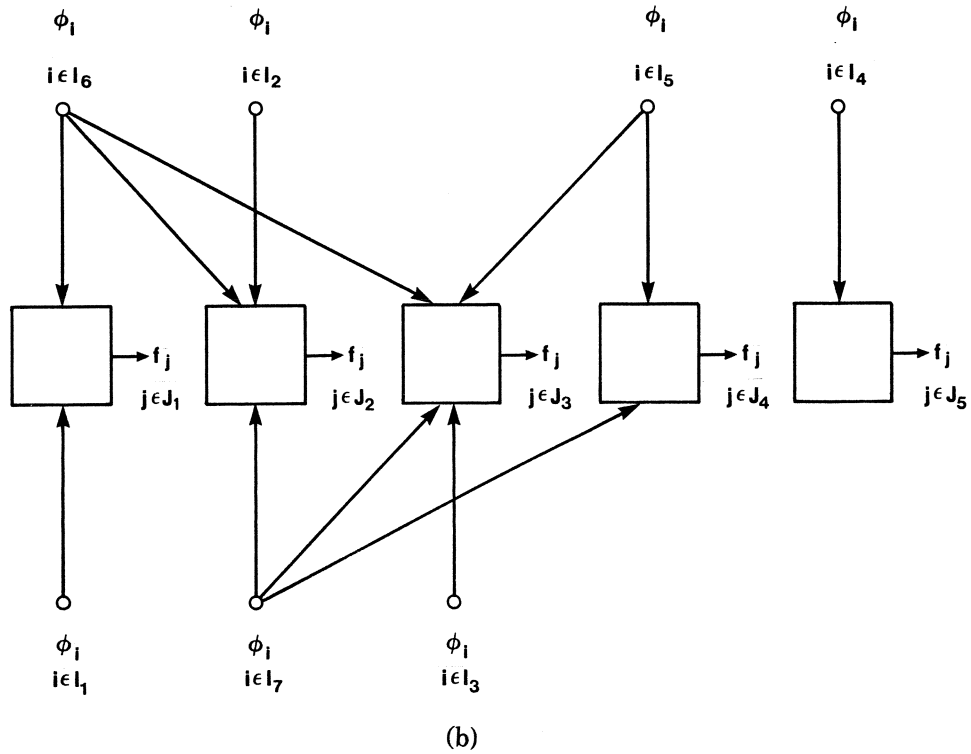 ϕᵢ ϕᵢ ϕᵢ ϕᵢ
i ϵ I₆ i ϵ I₂ i ϵ I₅ i ϵ I₄
fⱼ fⱼ fⱼ fⱼ fⱼ
j ϵ J₁ j ϵ J₂ j ϵ J₃ j ϵ J₄ j ϵ J₅
ϕᵢ ϕᵢ ϕᵢ
i ϵ I₁ i ϵ I₇ i ϵ I₃
(b)